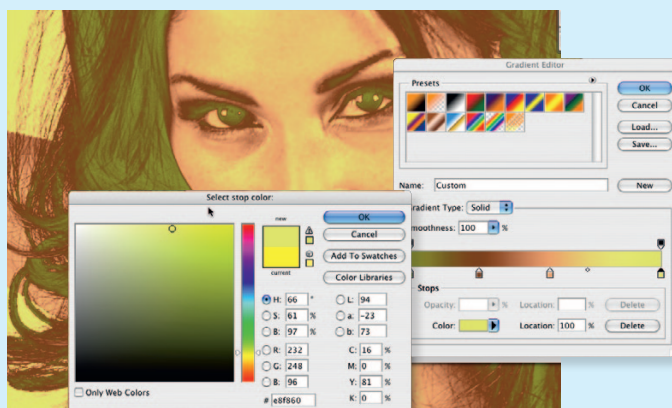 Gradient Editor
Presets
OK
Cancel
Load...
Save...
Name: Custom
New
Gradient Type: Solid
Smoothness: 100 %
Stops
Opacity: % Location: % Delete
Color: Location: 100 % Delete
Select stop color:
new
current
OK
Cancel
Add To Swatches
Color Libraries
H: 66 ° L: 94
S: 61 % a: -23
B: 97 % b: 73
R: 232 C: 16 %
G: 248 M: 0 %
B: 96 Y: 81 %
# e8f860 K: 0 %
Only Web Colors